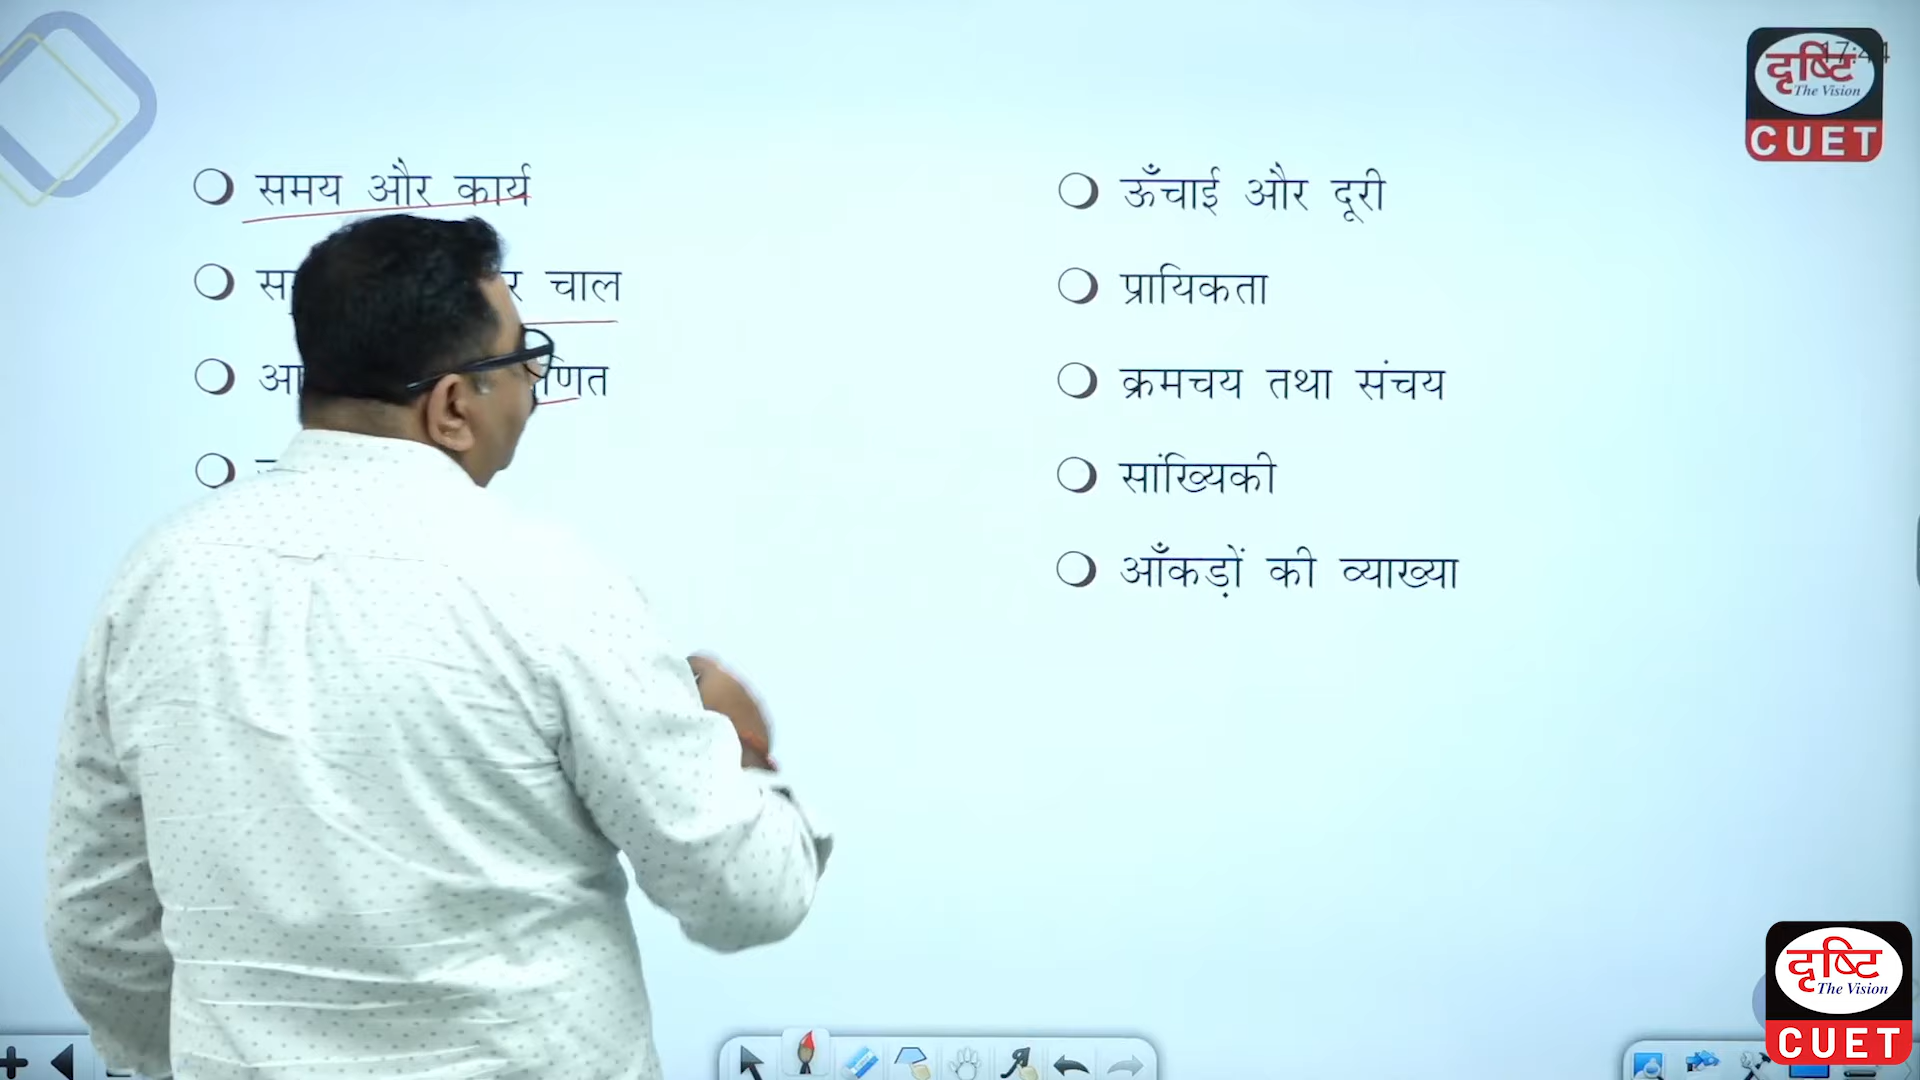 दृष्टि
The Vision
CUET
समय और कार्य
चाल
ऊँचाई और दूरी
प्रायिकता
क्रमचय तथा संचय
सांख्यिकी
आँकड़ों की व्याख्या
दृष्टि
The Vision
CUET